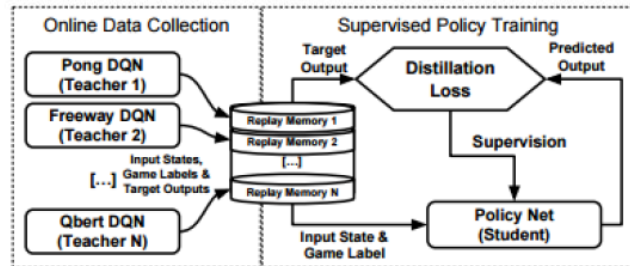 Online Data Collection
Supervised Policy Training
Pong DQN
(Teacher 1)
Freeway DQN
(Teacher 2)
[...]
Input States,
Game Labels &
Target Outputs
Qbert DQN
(Teacher N)
Replay Memory 1
Replay Memory 2
[...]
Replay Memory N
Target
Output
Distillation
Loss
Predicted
Output
Supervision
Input State &
Game Label
Policy Net
(Student)